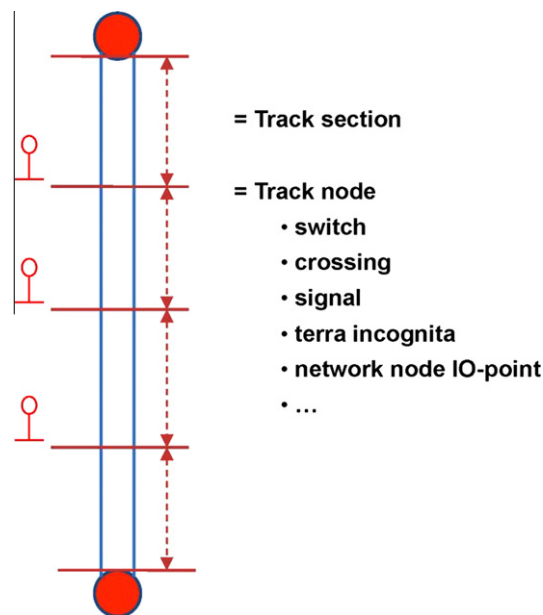 = Track section
= Track node
• switch
• crossing
• signal
• terra incognita
• network node IO-point
• ...